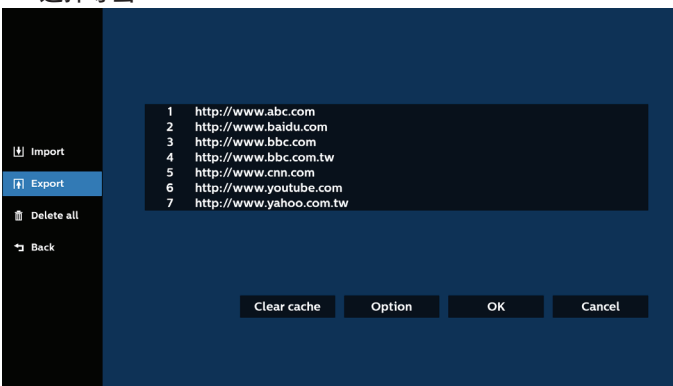 1 http://www.abc.com
2 http://www.baidu.com
3 http://www.bbc.com
4 http://www.bbc.com.tw
5 http://www.cnn.com
6 http://www.youtube.com
7 http://www.yahoo.com.tw
Import
Export
Delete all
Back
Clear cache Option OK Cancel